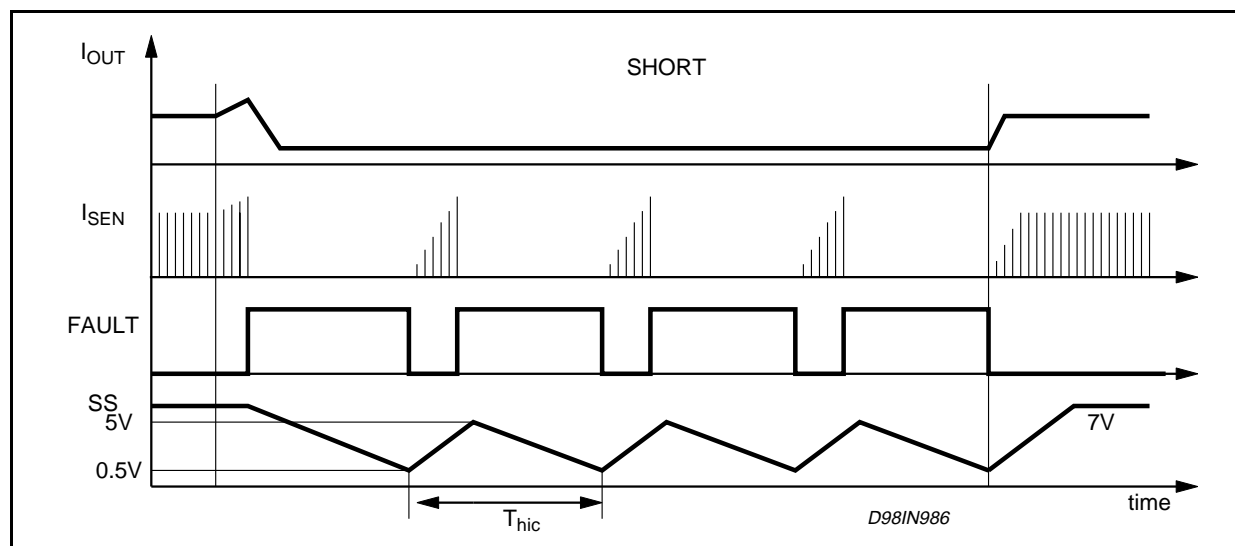 IOUT
SHORT
ISEN
FAULT
SS
5V
7V
0.5V
time
Thic
D98IN986